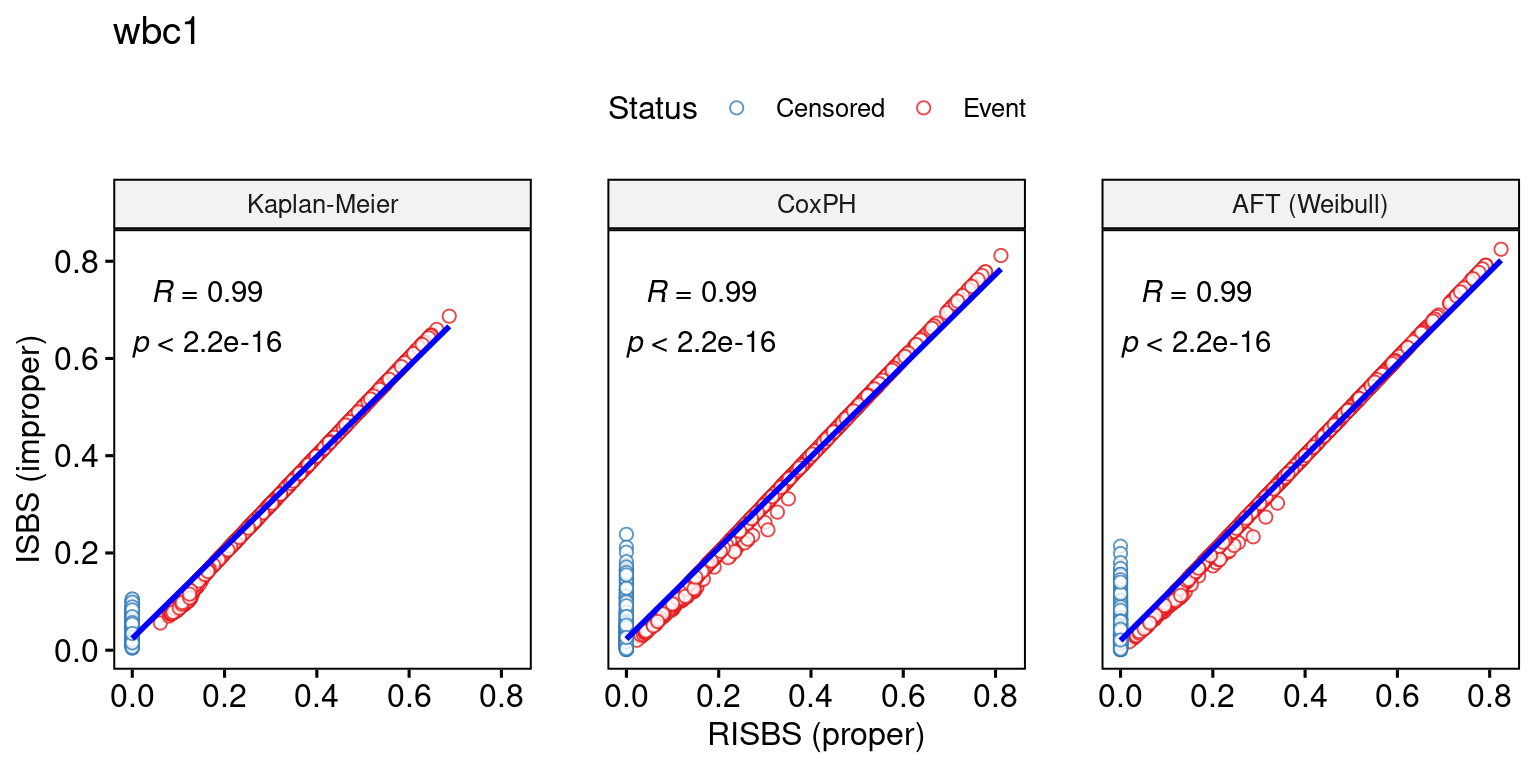 wbc1
Status Censored Event
Kaplan-Meier CoxPH AFT (Weibull)
R = 0.99 R = 0.99 R = 0.99
p < 2.2e-16 p < 2.2e-16 p < 2.2e-16
ISBS (improper)
0.8
0.6
0.4
0.2
0.0
0.0 0.2 0.4 0.6 0.8 0.0 0.2 0.4 0.6 0.8 0.0 0.2 0.4 0.6 0.8
RISBS (proper)